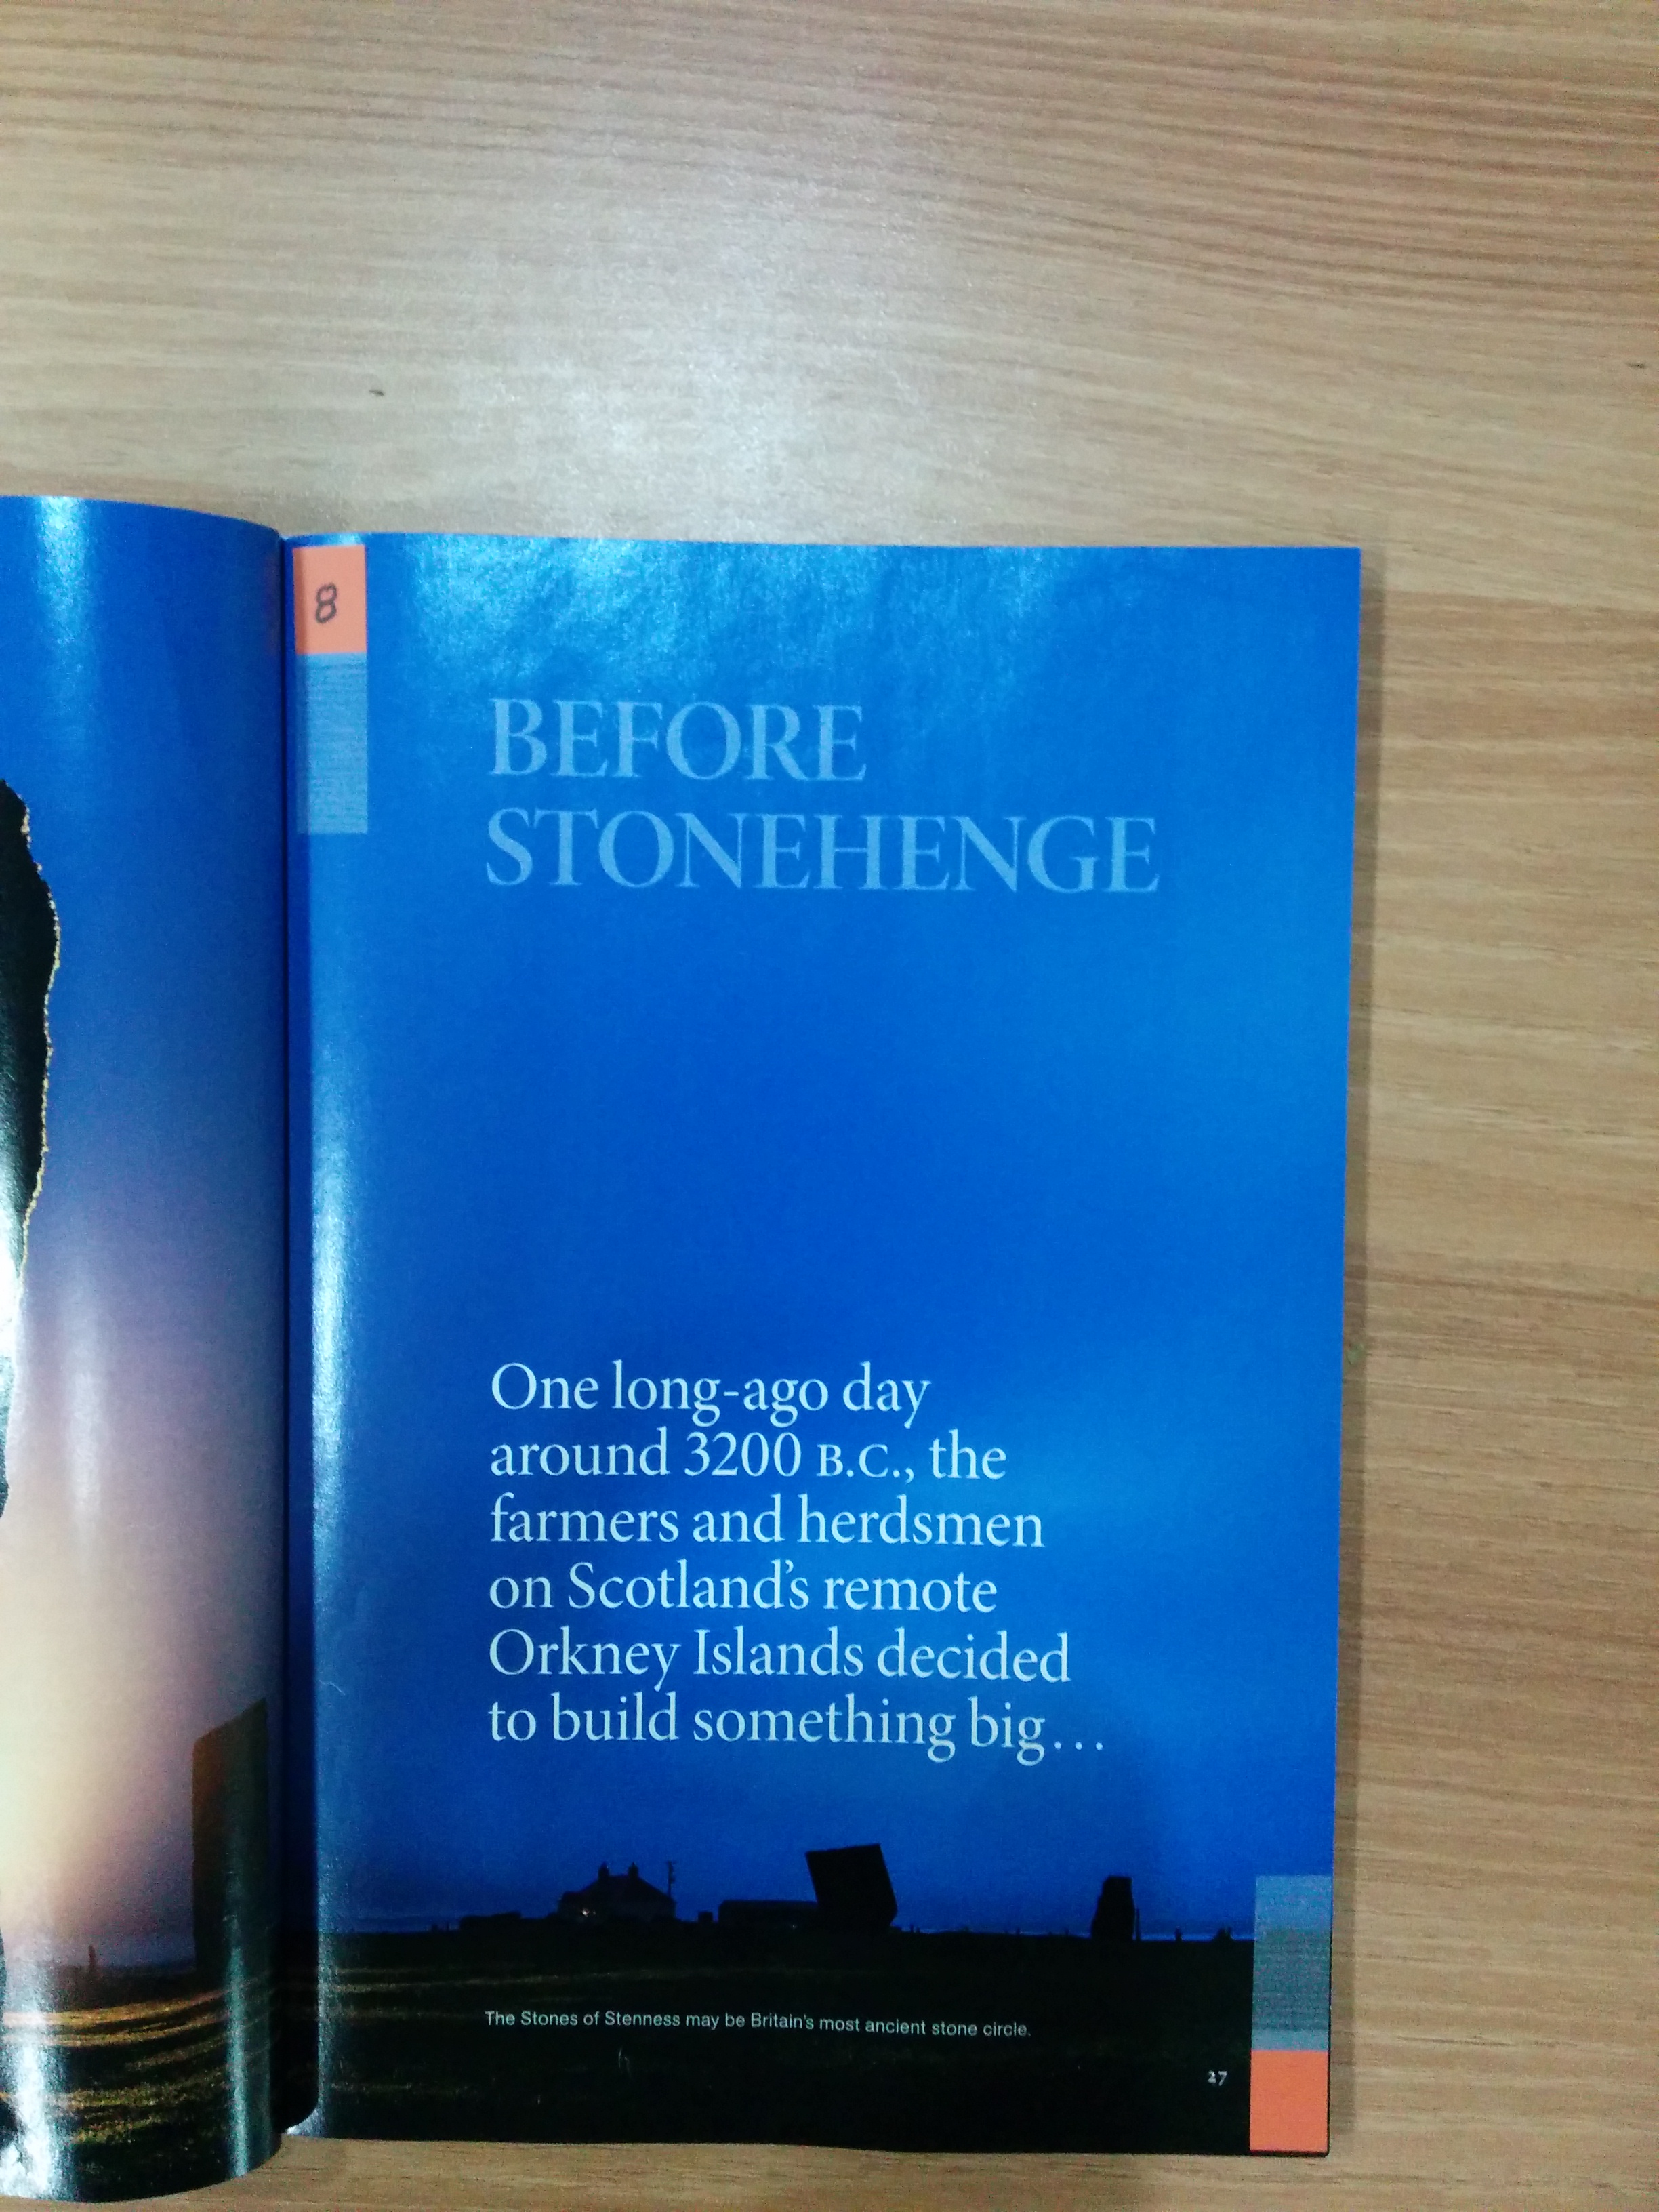 8
BEFORE
STONEHENGE
One long-ago day
around 3200 B.C., the
farmers and herdsmen
on Scotland's remote
Orkney Islands decided
to build something big...
The Stones of Stenness may be Britain's most ancient stone circle.
27